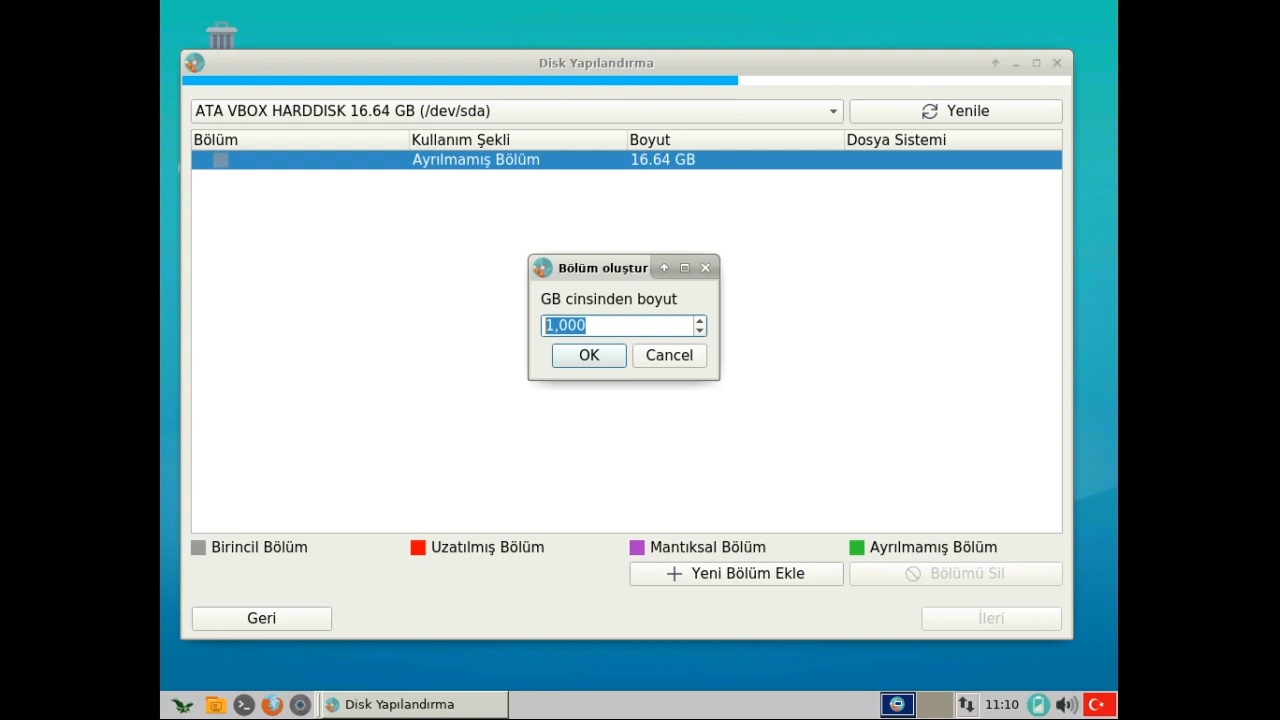 Disk Yapılandırma
ATA VBOX HARDDISK 16.64 GB (/dev/sda)
Yenile
Bölüm Kullanım Şekli Boyut Dosya Sistemi
Ayrılmamış Bölüm 16.64 GB
Bölüm oluştur
GB cinsinden boyut
1,000
OK Cancel
Birincil Bölüm Uzatılmış Bölüm Mantıksal Bölüm Ayrılmamış Bölüm
Yeni Bölüm Ekle Bölümü Sil
Geri İleri
Disk Yapılandırma 11:10